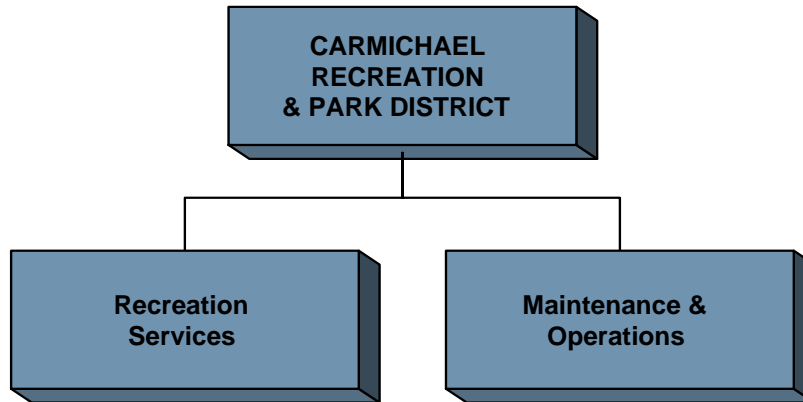 CARMICHAEL
RECREATION
& PARK DISTRICT
Recreation
Services
Maintenance &
Operations